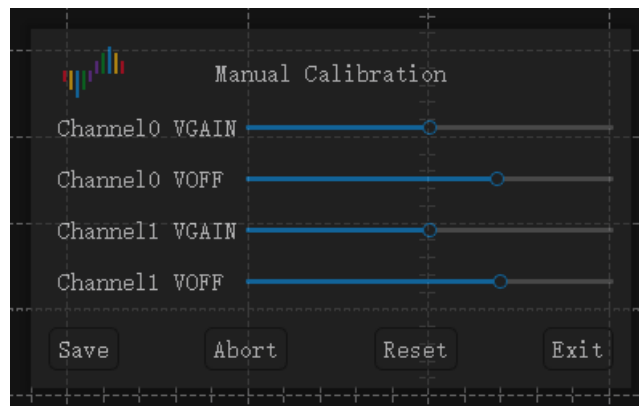 Manual Calibration
Channel0 VGAIN
Channel0 VOFF
Channel1 VGAIN
Channel1 VOFF
Save Abort Reset Exit